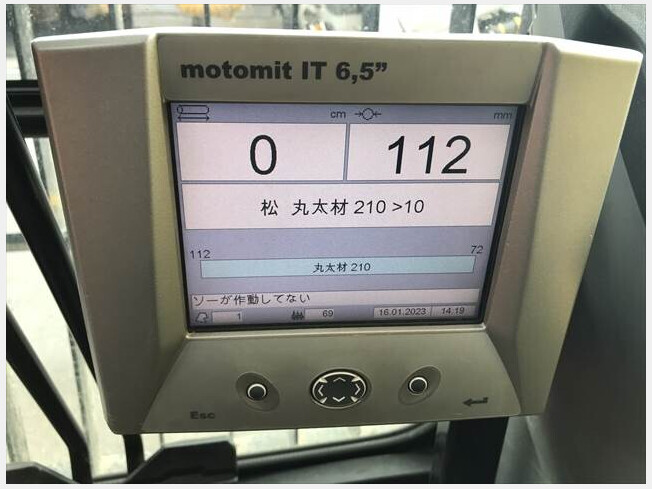 motomit IT 6,5”
cm mm
0 112
松 丸太材 210 >10
112 72
丸太材 210
ソーが作動してない
1 69 16.01.2023 14:19
Esc